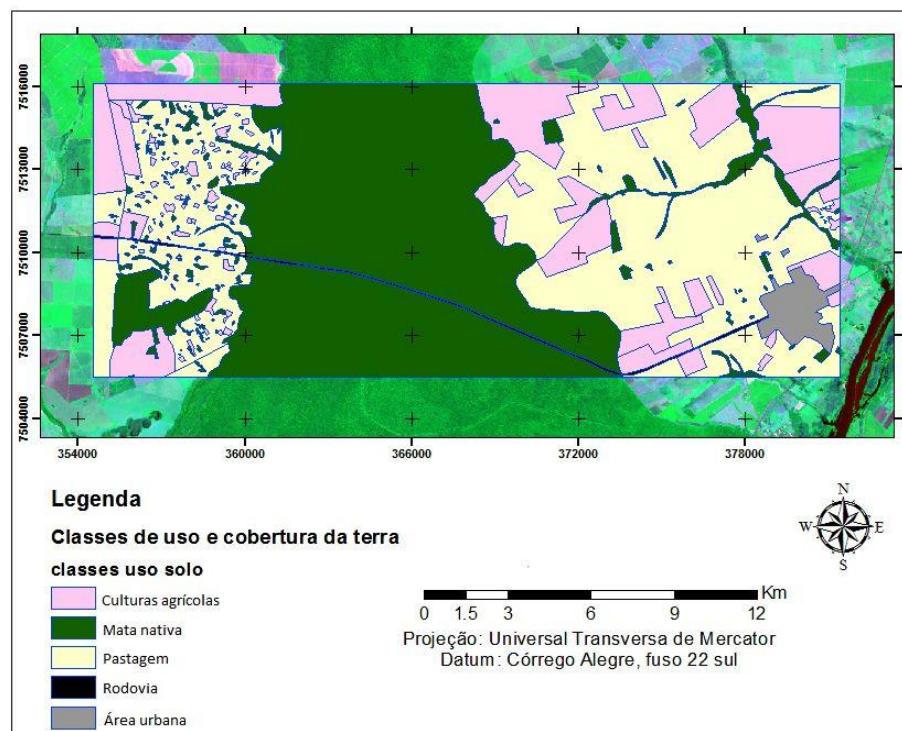 7516000
7513000
7510000
7507000
7504000
354000 360000 366000 372000 378000
Legenda
Classes de uso e cobertura da terra
classes uso solo
Culturas agrícolas
Mata nativa
Pastagem
Rodovia
Área urbana
N
W E
S
Km
0 1.5 3 6 9 12
Projeção: Universal Transversa de Mercator
Datum: Córrego Alegre, fuso 22 sul